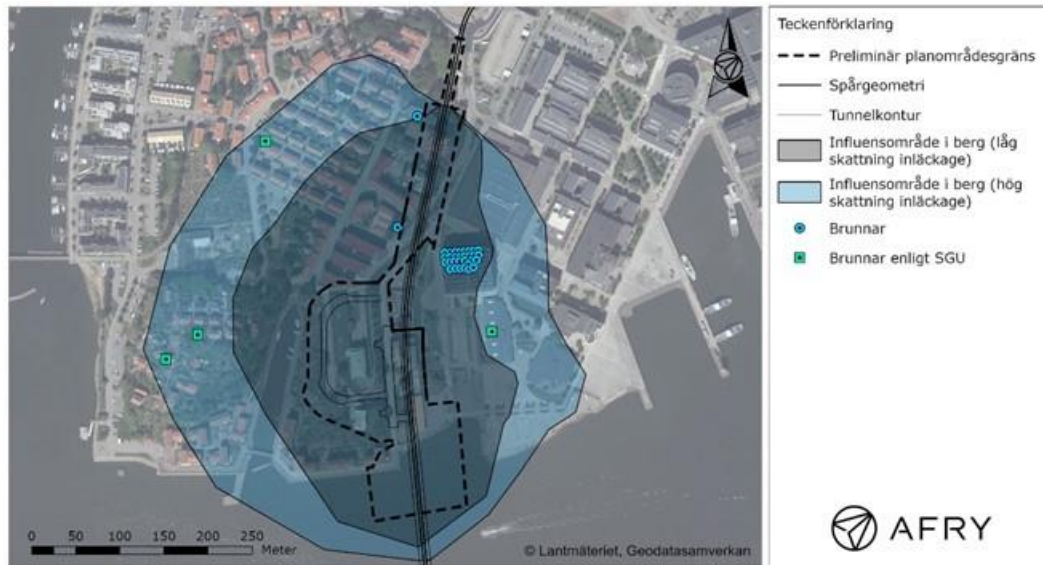 Teckenförklaring
Preliminär planområdesgräns
Spårgeometri
Tunnelkontur
Influensområde i berg (låg
skattning inläckage)
Influensområde i berg (hög
skattning inläckage)
Brunnar
Brunnar enligt SGU
0 50 100 150 200 250
Meter
© Lantmäteriet, Geodatasamverkan
AFRY